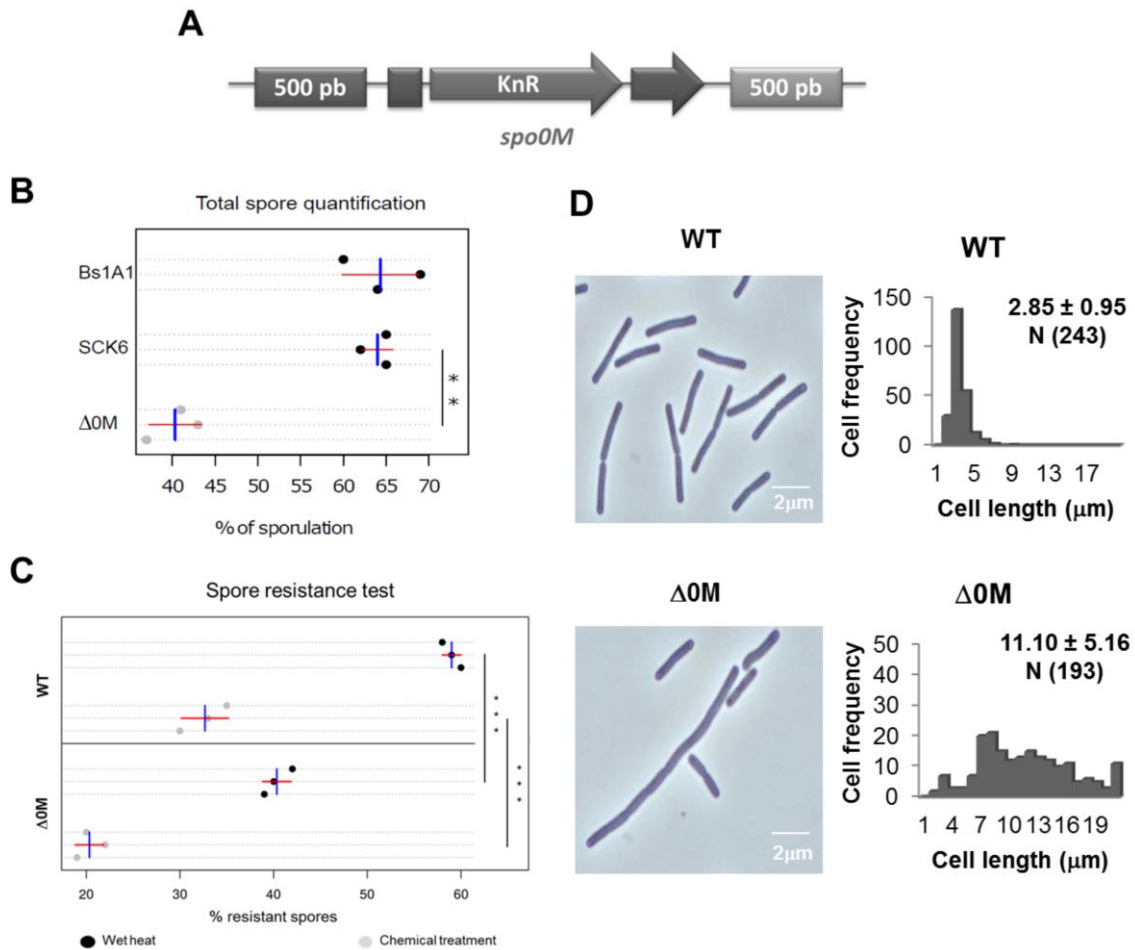 A
500 pb
KnR
500 pb
spo0M
B
Total spore quantification
Bs1A1
SCK6
Δ0M
* *
40 45 50 55 60 65 70
% of sporulation
C
Spore resistance test
WT
Δ0M
* * *
* * *
20 30 40 50 60
% resistant spores
Wet heat
Chemical treatment
D
WT
2μm
WT
2.85 ± 0.95
N (243)
Cell frequency
150
100
50
0
1 5 9 13 17
Cell length (μm)
Δ0M
2μm
Δ0M
11.10 ± 5.16
N (193)
Cell frequency
50
40
30
20
10
0
1 4 7 10 13 16 19
Cell length (μm)